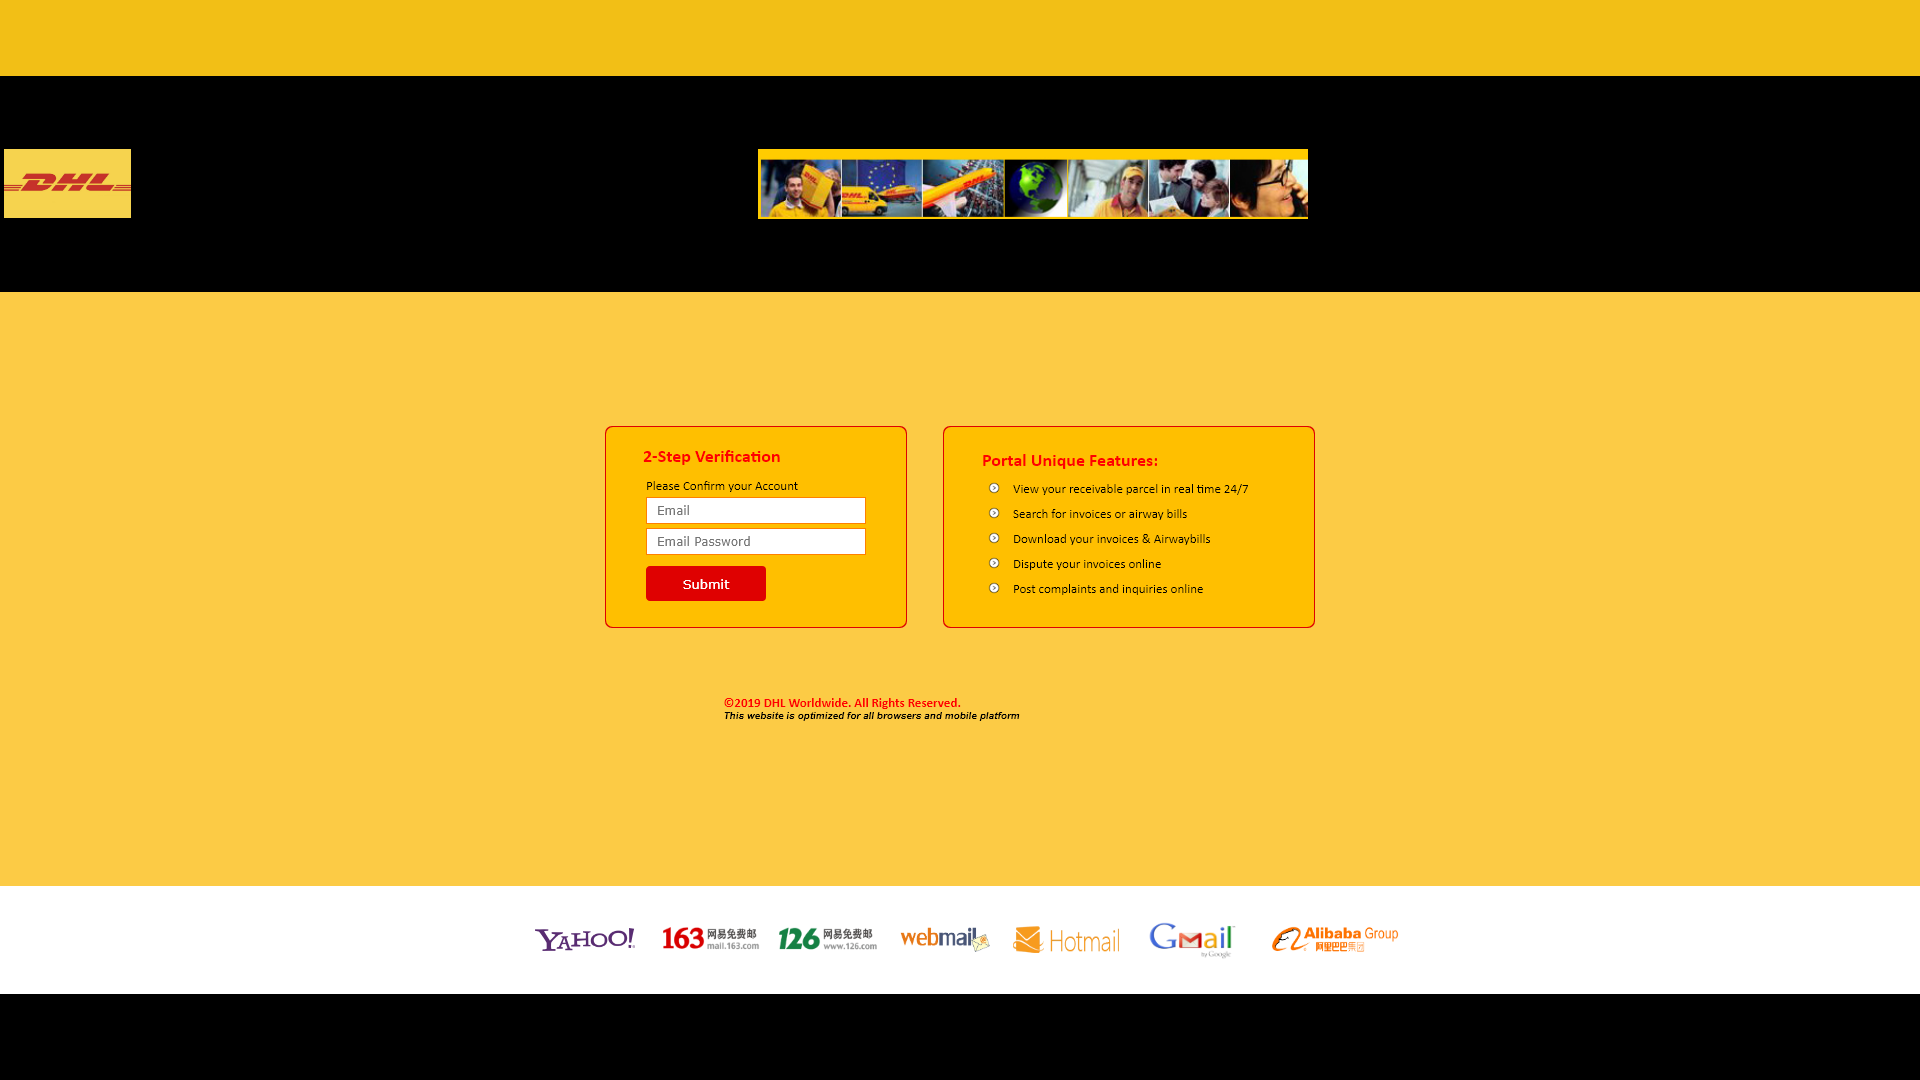 DHL
2-Step Verification
Please Confirm your Account
Email
Email Password
Submit
Portal Unique Features:
View your receivable parcel in real time 24/7
Search for invoices or airway bills
Download your invoices & Airwaybills
Dispute your invoices online
Post complaints and inquiries online
©2019 DHL Worldwide. All Rights Reserved.
This website is optimized for all browsers and mobile platform
YAHOO!
163 网易免费邮
mail.163.com
126 网易免费邮
www.126.com
webmail
Hotmail
Gmail
by Google
Alibaba Group
阿里巴巴集团